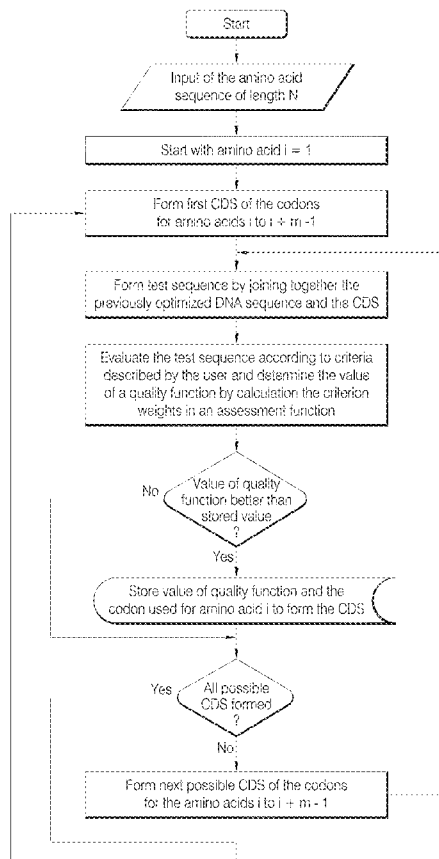 Start
Input of the amino acid
sequence of length N
Start with amino acid i = 1
Form first CDS of the codons
for amino acids i to i + m -1
Form test sequence by joining together the
previously optimized DNA sequence and the CDS
Evaluate the test sequence according to criteria
described by the user and determine the value
of a quality function by calculation the criterion
weights in an assessment function
Value of quality
function better than
stored value
?
No
Yes
Store value of quality function and the
codon used for amino acid i to form the CDS
All possible
CDS formed
?
Yes
No
Form next possible CDS of the codons
for the amino acids i to i + m - 1